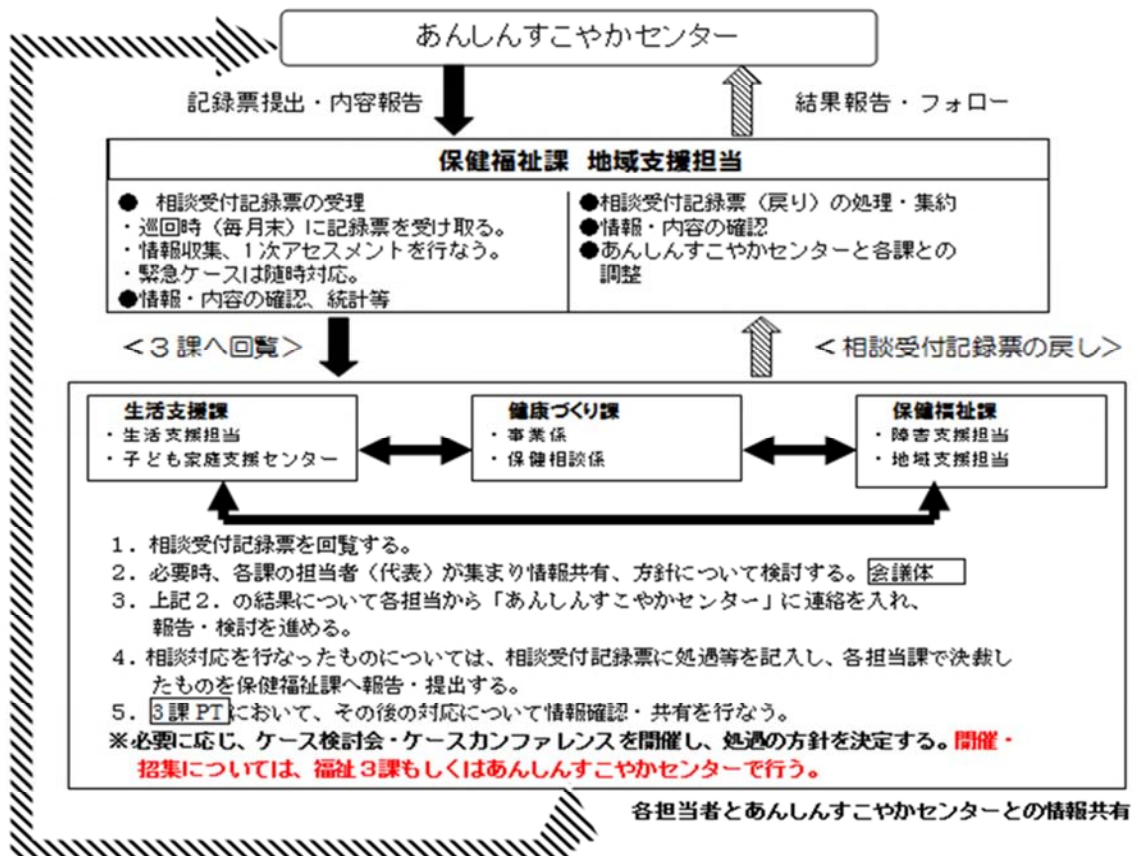 あんしんすこやかセンター
記録票提出・内容報告
結果報告・フォロー
保健福祉課 地域支援担当
● 相談受付記録票の受理
・巡回時（毎月末）に記録票を受け取る。
・情報収集、1次アセスメントを行なう。
・緊急ケースは随時対応。
●情報・内容の確認、統計等
●相談受付記録票（戻り）の処理・集約
●情報・内容の確認
●あんしんすこやかセンターと各課との
調整
＜3課へ回覧＞
＜相談受付記録票の戻し＞
生活支援課
・生活支援担当
・子ども家庭支援センター
健康づくり課
・事業係
・保健相談係
保健福祉課
・障害支援担当
・地域支援担当
1．相談受付記録票を回覧する。
2．必要時、各課の担当者（代表）が集まり情報共有、方針について検討する。会議体
3．上記2．の結果について各担当から「あんしんすこやかセンター」に連絡を入れ、
報告・検討を進める。
4．相談対応を行なったものについては、相談受付記録票に処遇等を記入し、各担当課で決裁し
たものを保健福祉課へ報告・提出する。
5．3課PTにおいて、その後の対応について情報確認・共有を行なう。
※必要に応じ、ケース検討会・ケースカンファレンスを開催し、処遇の方針を決定する。開催・
招集については、福祉3課もしくはあんしんすこやかセンターで行う。
各担当者とあんしんすこやかセンターとの情報共有